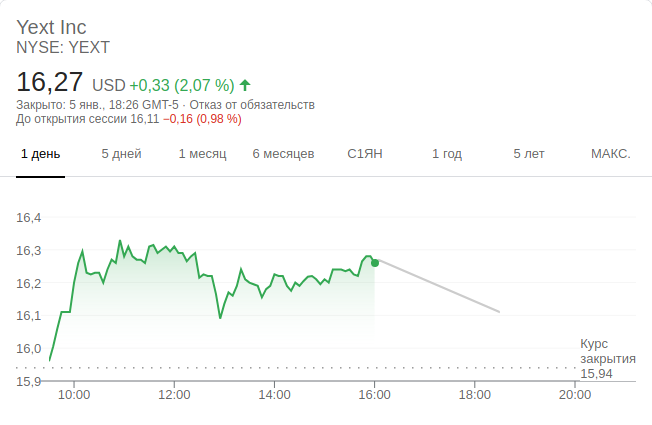 Yext Inc
NYSE: YEXT
16,27 USD +0,33 (2,07 %)
Закрыто: 5 янв., 18:26 GMT-5 · Отказ от обязательств
До открытия сессии 16,11 −0,16 (0,98 %)
1 день 5 дней 1 месяц 6 месяцев С1ЯН 1 год 5 лет МАКС.
16,4
16,3
16,2
16,1
16,0
15,9
Курс
закрытия
15,94
10:00 12:00 14:00 16:00 18:00 20:00